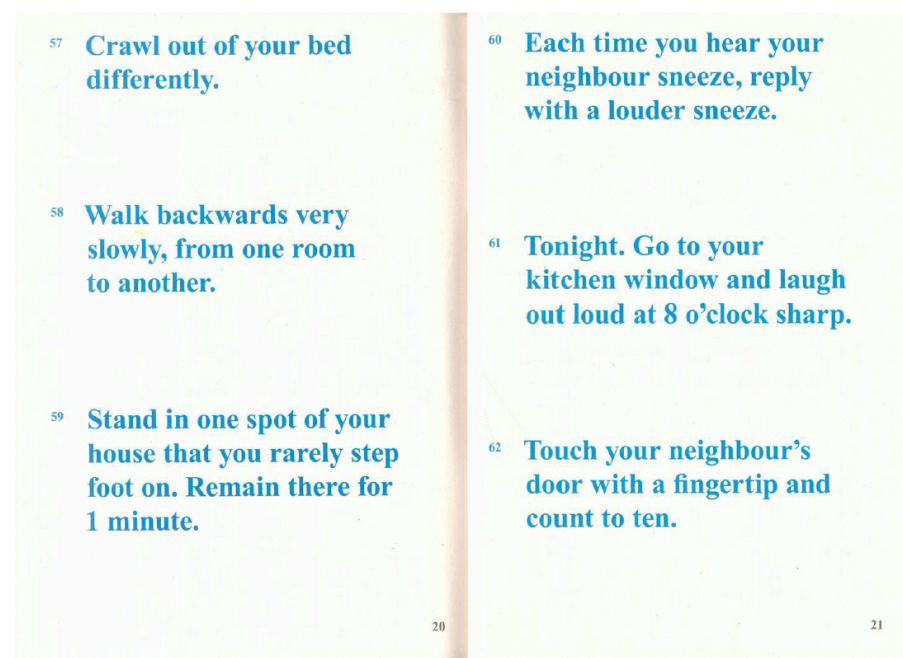 57 Crawl out of your bed
differently.
58 Walk backwards very
slowly, from one room
to another.
59 Stand in one spot of your
house that you rarely step
foot on. Remain there for
1 minute.
20
60 Each time you hear your
neighbour sneeze, reply
with a louder sneeze.
61 Tonight. Go to your
kitchen window and laugh
out loud at 8 o’clock sharp.
62 Touch your neighbour’s
door with a fingertip and
count to ten.
21